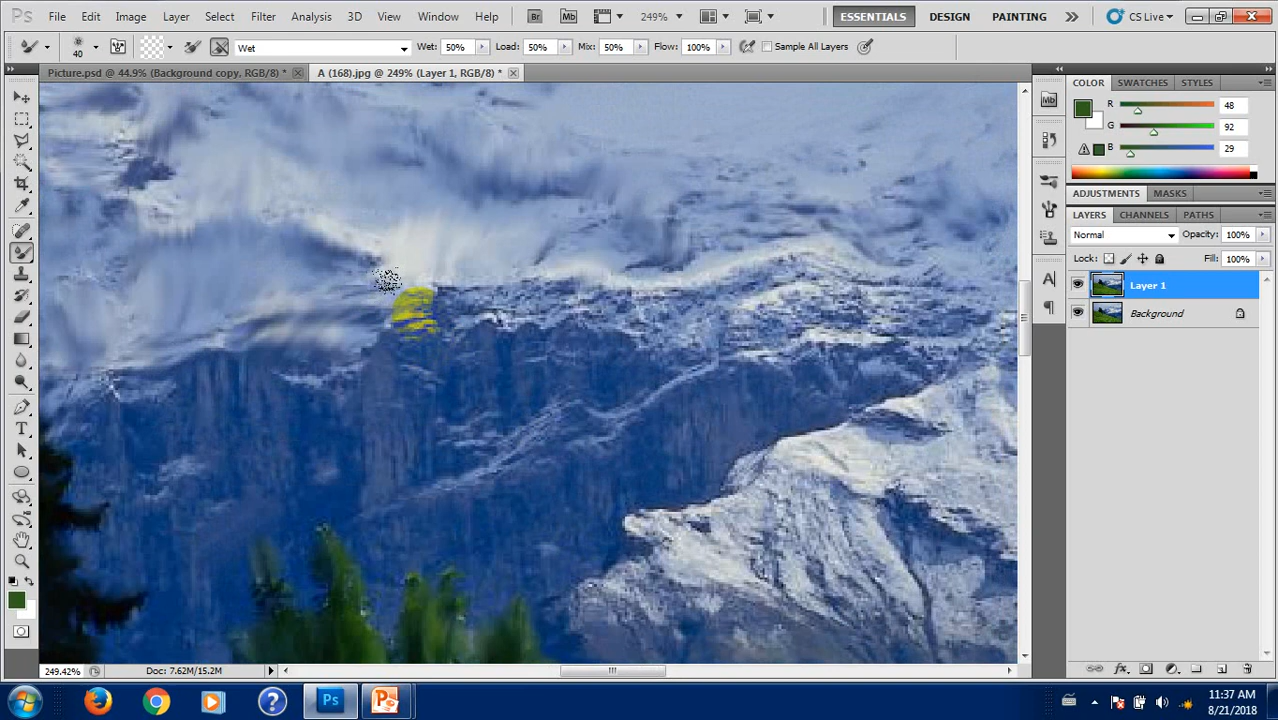 Ps File Edit Image Layer Select Filter Analysis 3D View Window Help Br Mb 249% ESSENTIALS DESIGN PAINTING CS Live
40 Wet Wet: 50% Load: 50% Mix: 50% Flow: 100% Sample All Layers
Picture.psd @ 44.9% (Background copy, RGB/8) * A (168).jpg @ 249% (Layer 1, RGB/8) *
COLOR SWATCHES STYLES
Mb
R 48
G 92
B 29
ADJUSTMENTS MASKS
LAYERS CHANNELS PATHS
Normal Opacity: 100%
Lock: Fill: 100%
Layer 1
Background
249.42% Doc: 7.62M/15.2M
11:37 AM
8/21/2018